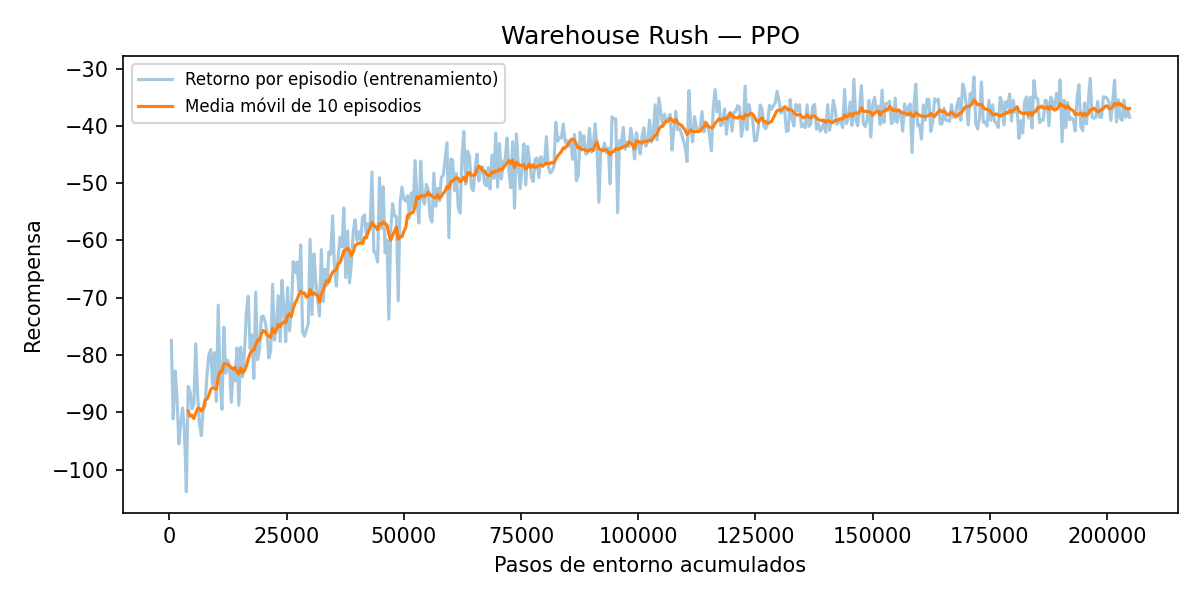 Warehouse Rush — PPO
Retorno por episodio (entrenamiento)
Media móvil de 10 episodios
Recompensa
−30
−40
−50
−60
−70
−80
−90
−100
0 25000 50000 75000 100000 125000 150000 175000 200000
Pasos de entorno acumulados